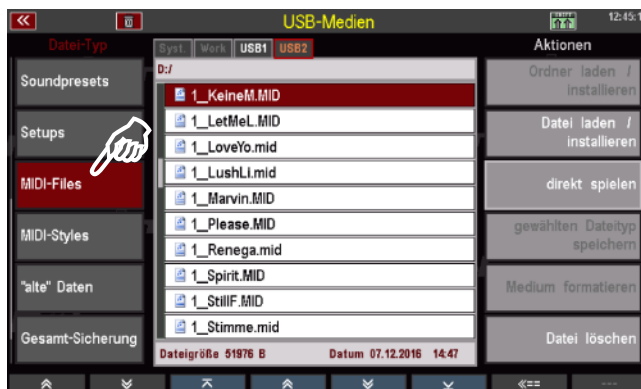 USB-Medien
12:45:1
Datei-Typ
Syst. Work USB1 USB2
Aktionen
D:/
Soundpresets
Setups
MIDI-Files
MIDI-Styles
"alte" Daten
Gesamt-Sicherung
1_KeineM.MID
1_LetMeL.MID
1_LoveYo.mid
1_LushLi.mid
1_Marvin.MID
1_Please.MID
1_Renega.mid
1_Spirit.MID
1_StillF.MID
1_Stimme.mid
Dateigröße 51976 B Datum 07.12.2016 14:47
Ordner laden /
installieren
Datei laden /
installieren
direkt spielen
gewählten Dateityp
speichern
Medium formatieren
Datei löschen